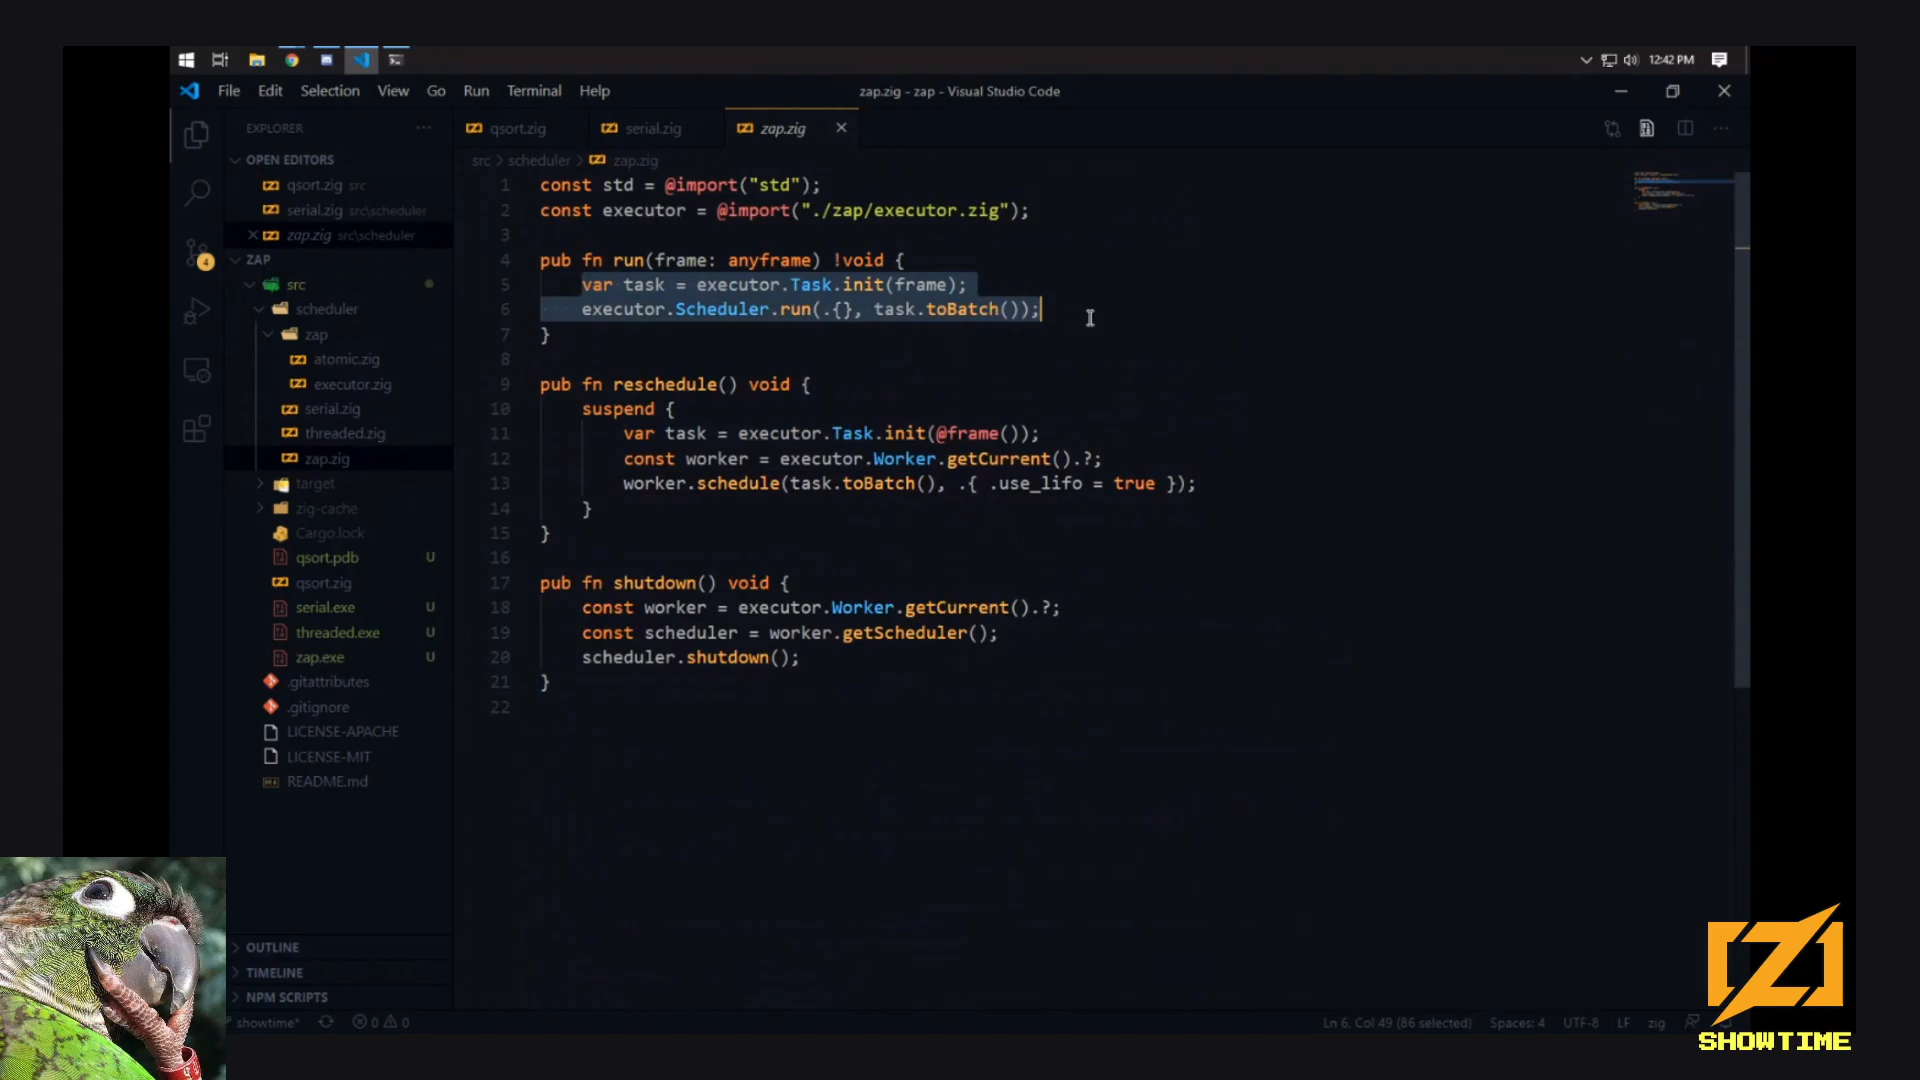 12:42 PM
File Edit Selection View Go Run Terminal Help
zap.zig - zap - Visual Studio Code
EXPLORER
OPEN EDITORS
qsort.zig src
serial.zig src\scheduler
zap.zig src\scheduler
ZAP
src
scheduler
zap
atomic.zig
executor.zig
serial.zig
threaded.zig
zap.zig
target
zig-cache
Cargo.lock
qsort.pdb U
qsort.zig
serial.exe U
threaded.exe U
zap.exe U
.gitattributes
.gitignore
LICENSE-APACHE
LICENSE-MIT
README.md
OUTLINE
TIMELINE
NPM SCRIPTS
4
qsort.zig serial.zig zap.zig
src > scheduler > zap.zig
1 const std = @import("std");
2 const executor = @import("./zap/executor.zig");
3
4 pub fn run(frame: anyframe) !void {
5 var task = executor.Task.init(frame);
6 executor.Scheduler.run(.{}, task.toBatch());
7 }
8
9 pub fn reschedule() void {
10 suspend {
11 var task = executor.Task.init(@frame());
12 const worker = executor.Worker.getCurrent().?;
13 worker.schedule(task.toBatch(), .{ .use_lifo = true });
14 }
15 }
16
17 pub fn shutdown() void {
18 const worker = executor.Worker.getCurrent().?;
19 const scheduler = worker.getScheduler();
20 scheduler.shutdown();
21 }
22
showtime* 0 0
Ln 6, Col 49 (86 selected) Spaces: 4 UTF-8 LF zig
SHOWTIME